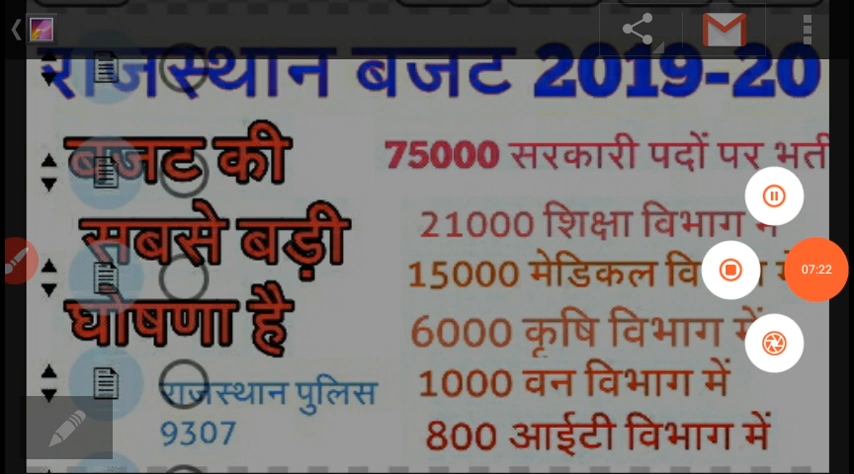 राजस्थान बजट 2019-20
बजट की
सबसे बड़ी
घोषणा है
75000 सरकारी पदों पर भर्ती
21000 शिक्षा विभाग में
15000 मेडिकल में
6000 कृषि विभाग में
1000 वन विभाग में
800 आईटी विभाग में
राजस्थान पुलिस
9307
07:22